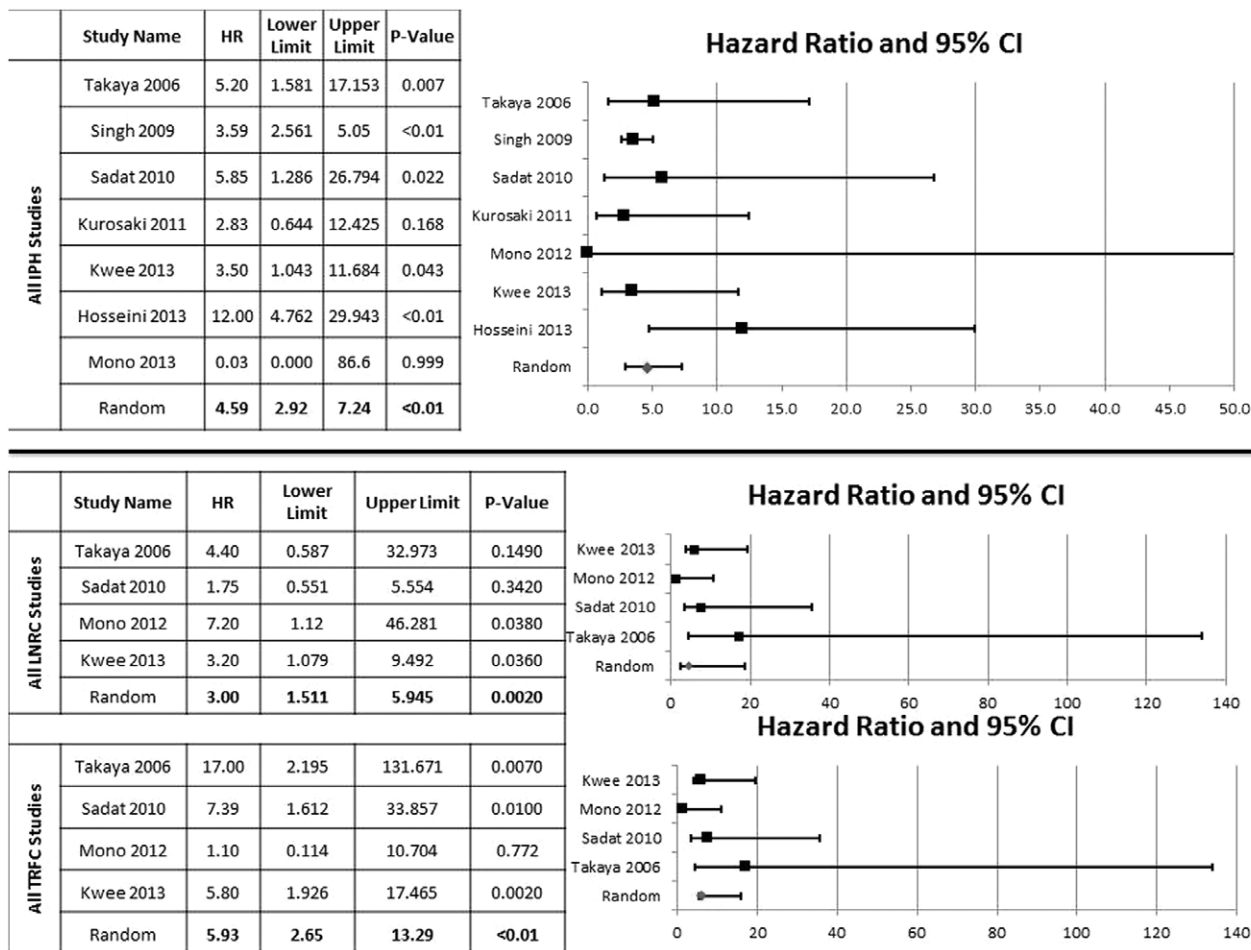 Study Name HR Lower Limit Upper Limit P-Value
All IPH Studies
Takaya 2006 5.20 1.581 17.153 0.007
Singh 2009 3.59 2.561 5.05 <0.01
Sadat 2010 5.85 1.286 26.794 0.022
Kurosaki 2011 2.83 0.644 12.425 0.168
Kwee 2013 3.50 1.043 11.684 0.043
Hosseini 2013 12.00 4.762 29.943 <0.01
Mono 2013 0.03 0.000 86.6 0.999
Random 4.59 2.92 7.24 <0.01
Hazard Ratio and 95% CI
Takaya 2006
Singh 2009
Sadat 2010
Kurosaki 2011
Mono 2012
Kwee 2013
Hosseini 2013
Random
0.0 5.0 10.0 15.0 20.0 25.0 30.0 35.0 40.0 45.0 50.0
Study Name HR Lower Limit Upper Limit P-Value
All LNRC Studies
Takaya 2006 4.40 0.587 32.973 0.1490
Sadat 2010 1.75 0.551 5.554 0.3420
Mono 2012 7.20 1.12 46.281 0.0380
Kwee 2013 3.20 1.079 9.492 0.0360
Random 3.00 1.511 5.945 0.0020
Hazard Ratio and 95% CI
Kwee 2013
Mono 2012
Sadat 2010
Takaya 2006
Random
0 20 40 60 80 100 120 140
All TRFC Studies
Takaya 2006 17.00 2.195 131.671 0.0070
Sadat 2010 7.39 1.612 33.857 0.0100
Mono 2012 1.10 0.114 10.704 0.772
Kwee 2013 5.80 1.926 17.465 0.0020
Random 5.93 2.65 13.29 <0.01
Hazard Ratio and 95% CI
Kwee 2013
Mono 2012
Sadat 2010
Takaya 2006
Random
0 20 40 60 80 100 120 140